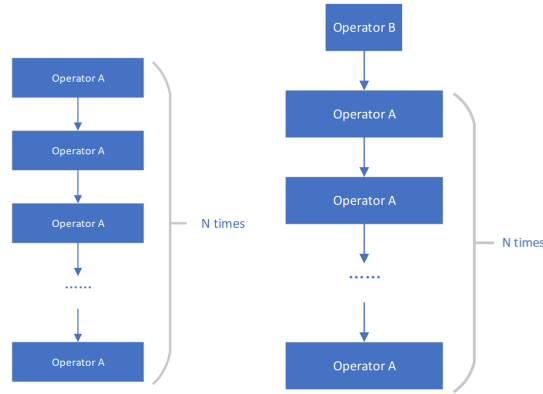 Operator A
Operator A
Operator A
......
Operator A
N times
Operator B
Operator A
Operator A
......
Operator A
N times